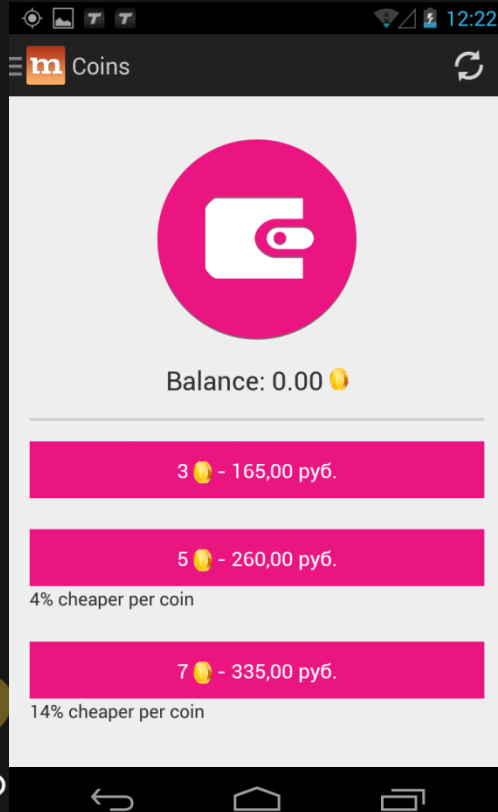 12:22
m Coins
Balance: 0.00
3 - 165,00 руб.
5 - 260,00 руб.
4% cheaper per coin
7 - 335,00 руб.
14% cheaper per coin